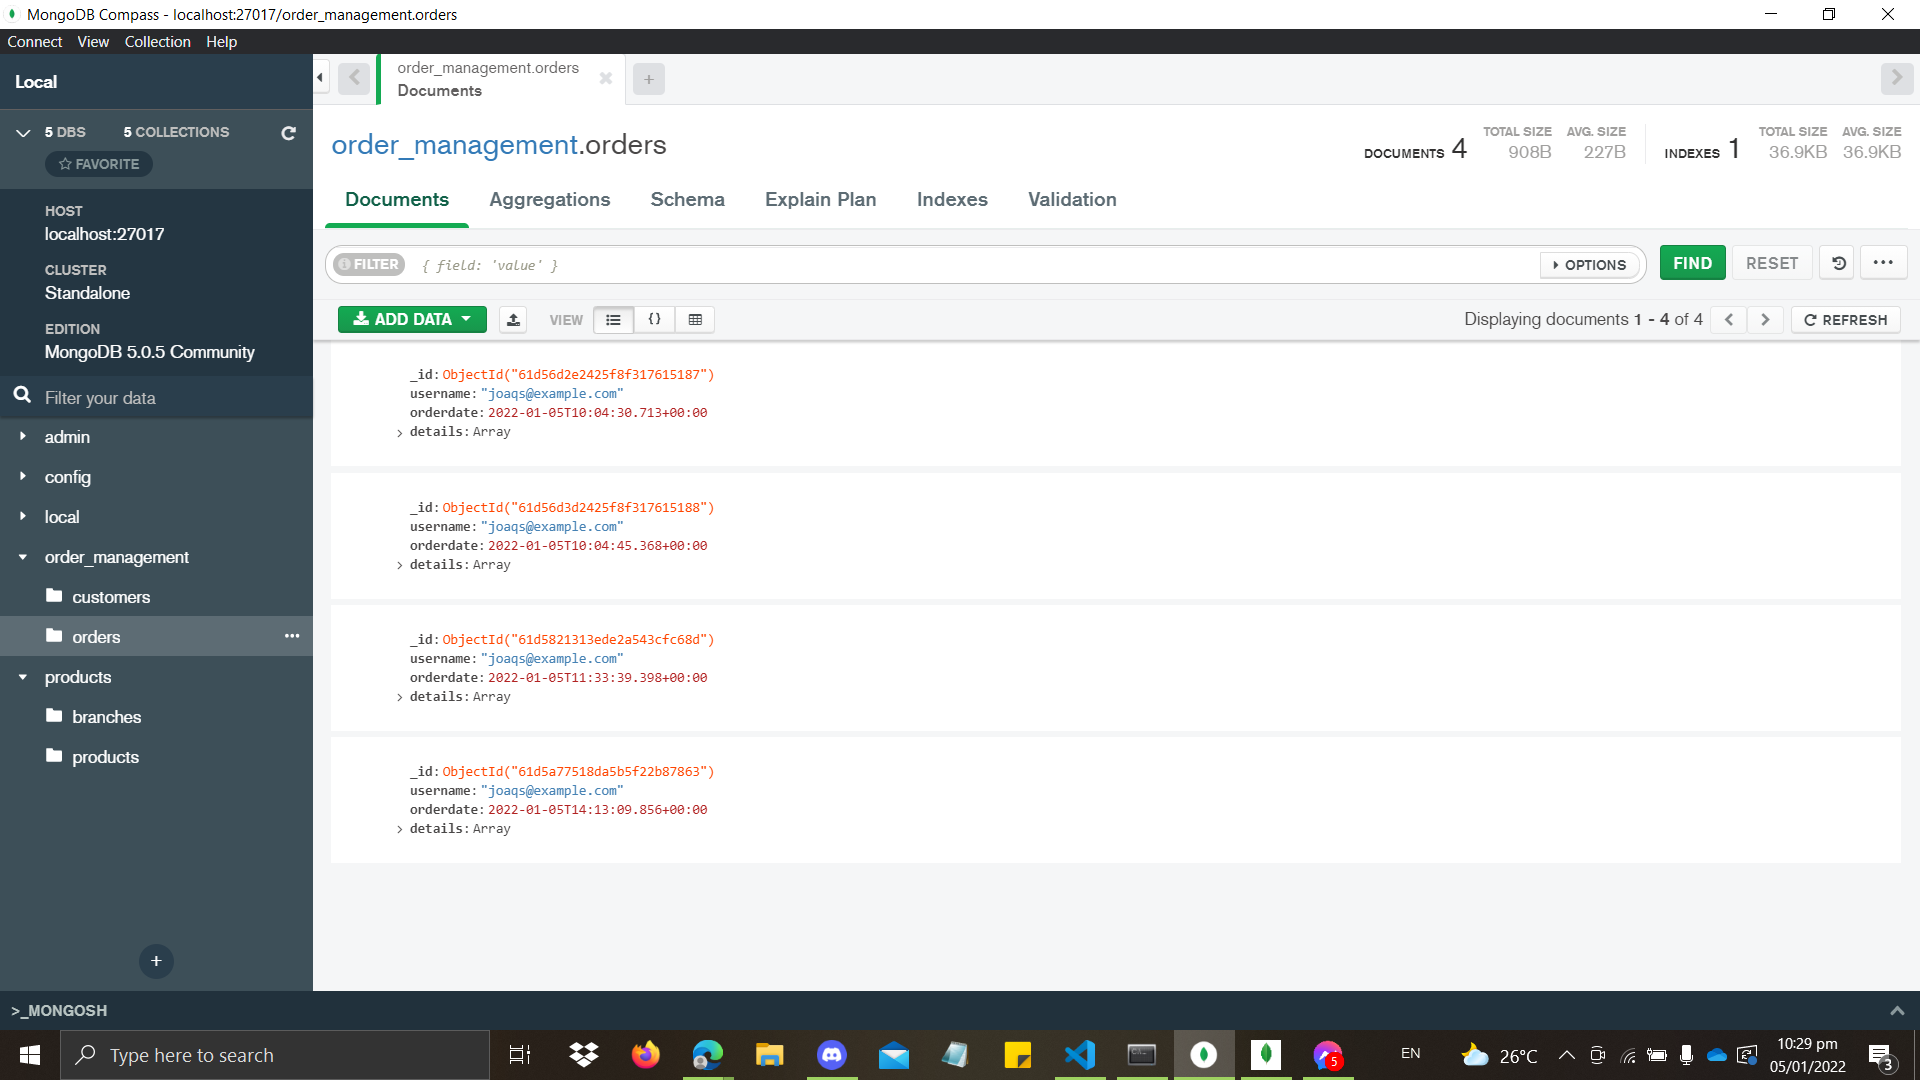 MongoDB Compass - localhost:27017/order_management.orders
Connect View Collection Help
Local
5 DBS 5 COLLECTIONS
FAVORITE
HOST
localhost:27017
CLUSTER
Standalone
EDITION
MongoDB 5.0.5 Community
Filter your data
admin
config
local
order_management
customers
orders
products
branches
products
order_management.orders
Documents
order_management.orders
DOCUMENTS 4 TOTAL SIZE 908B AVG. SIZE 227B INDEXES 1 TOTAL SIZE 36.9KB AVG. SIZE 36.9KB
Documents Aggregations Schema Explain Plan Indexes Validation
FILTER { field: 'value' } OPTIONS FIND RESET
ADD DATA VIEW {} Displaying documents 1 - 4 of 4 REFRESH
_id: ObjectId("61d56d2e2425f8f317615187")
username: "joaqs@example.com"
orderdate: 2022-01-05T10:04:30.713+00:00
details: Array
_id: ObjectId("61d56d3d2425f8f317615188")
username: "joaqs@example.com"
orderdate: 2022-01-05T10:04:45.368+00:00
details: Array
_id: ObjectId("61d5821313ede2a543cfc68d")
username: "joaqs@example.com"
orderdate: 2022-01-05T11:33:39.398+00:00
details: Array
_id: ObjectId("61d5a77518da5b5f22b87863")
username: "joaqs@example.com"
orderdate: 2022-01-05T14:13:09.856+00:00
details: Array
>_MONGOSH
Type here to search
5
EN
26°C
10:29 pm
05/01/2022
3